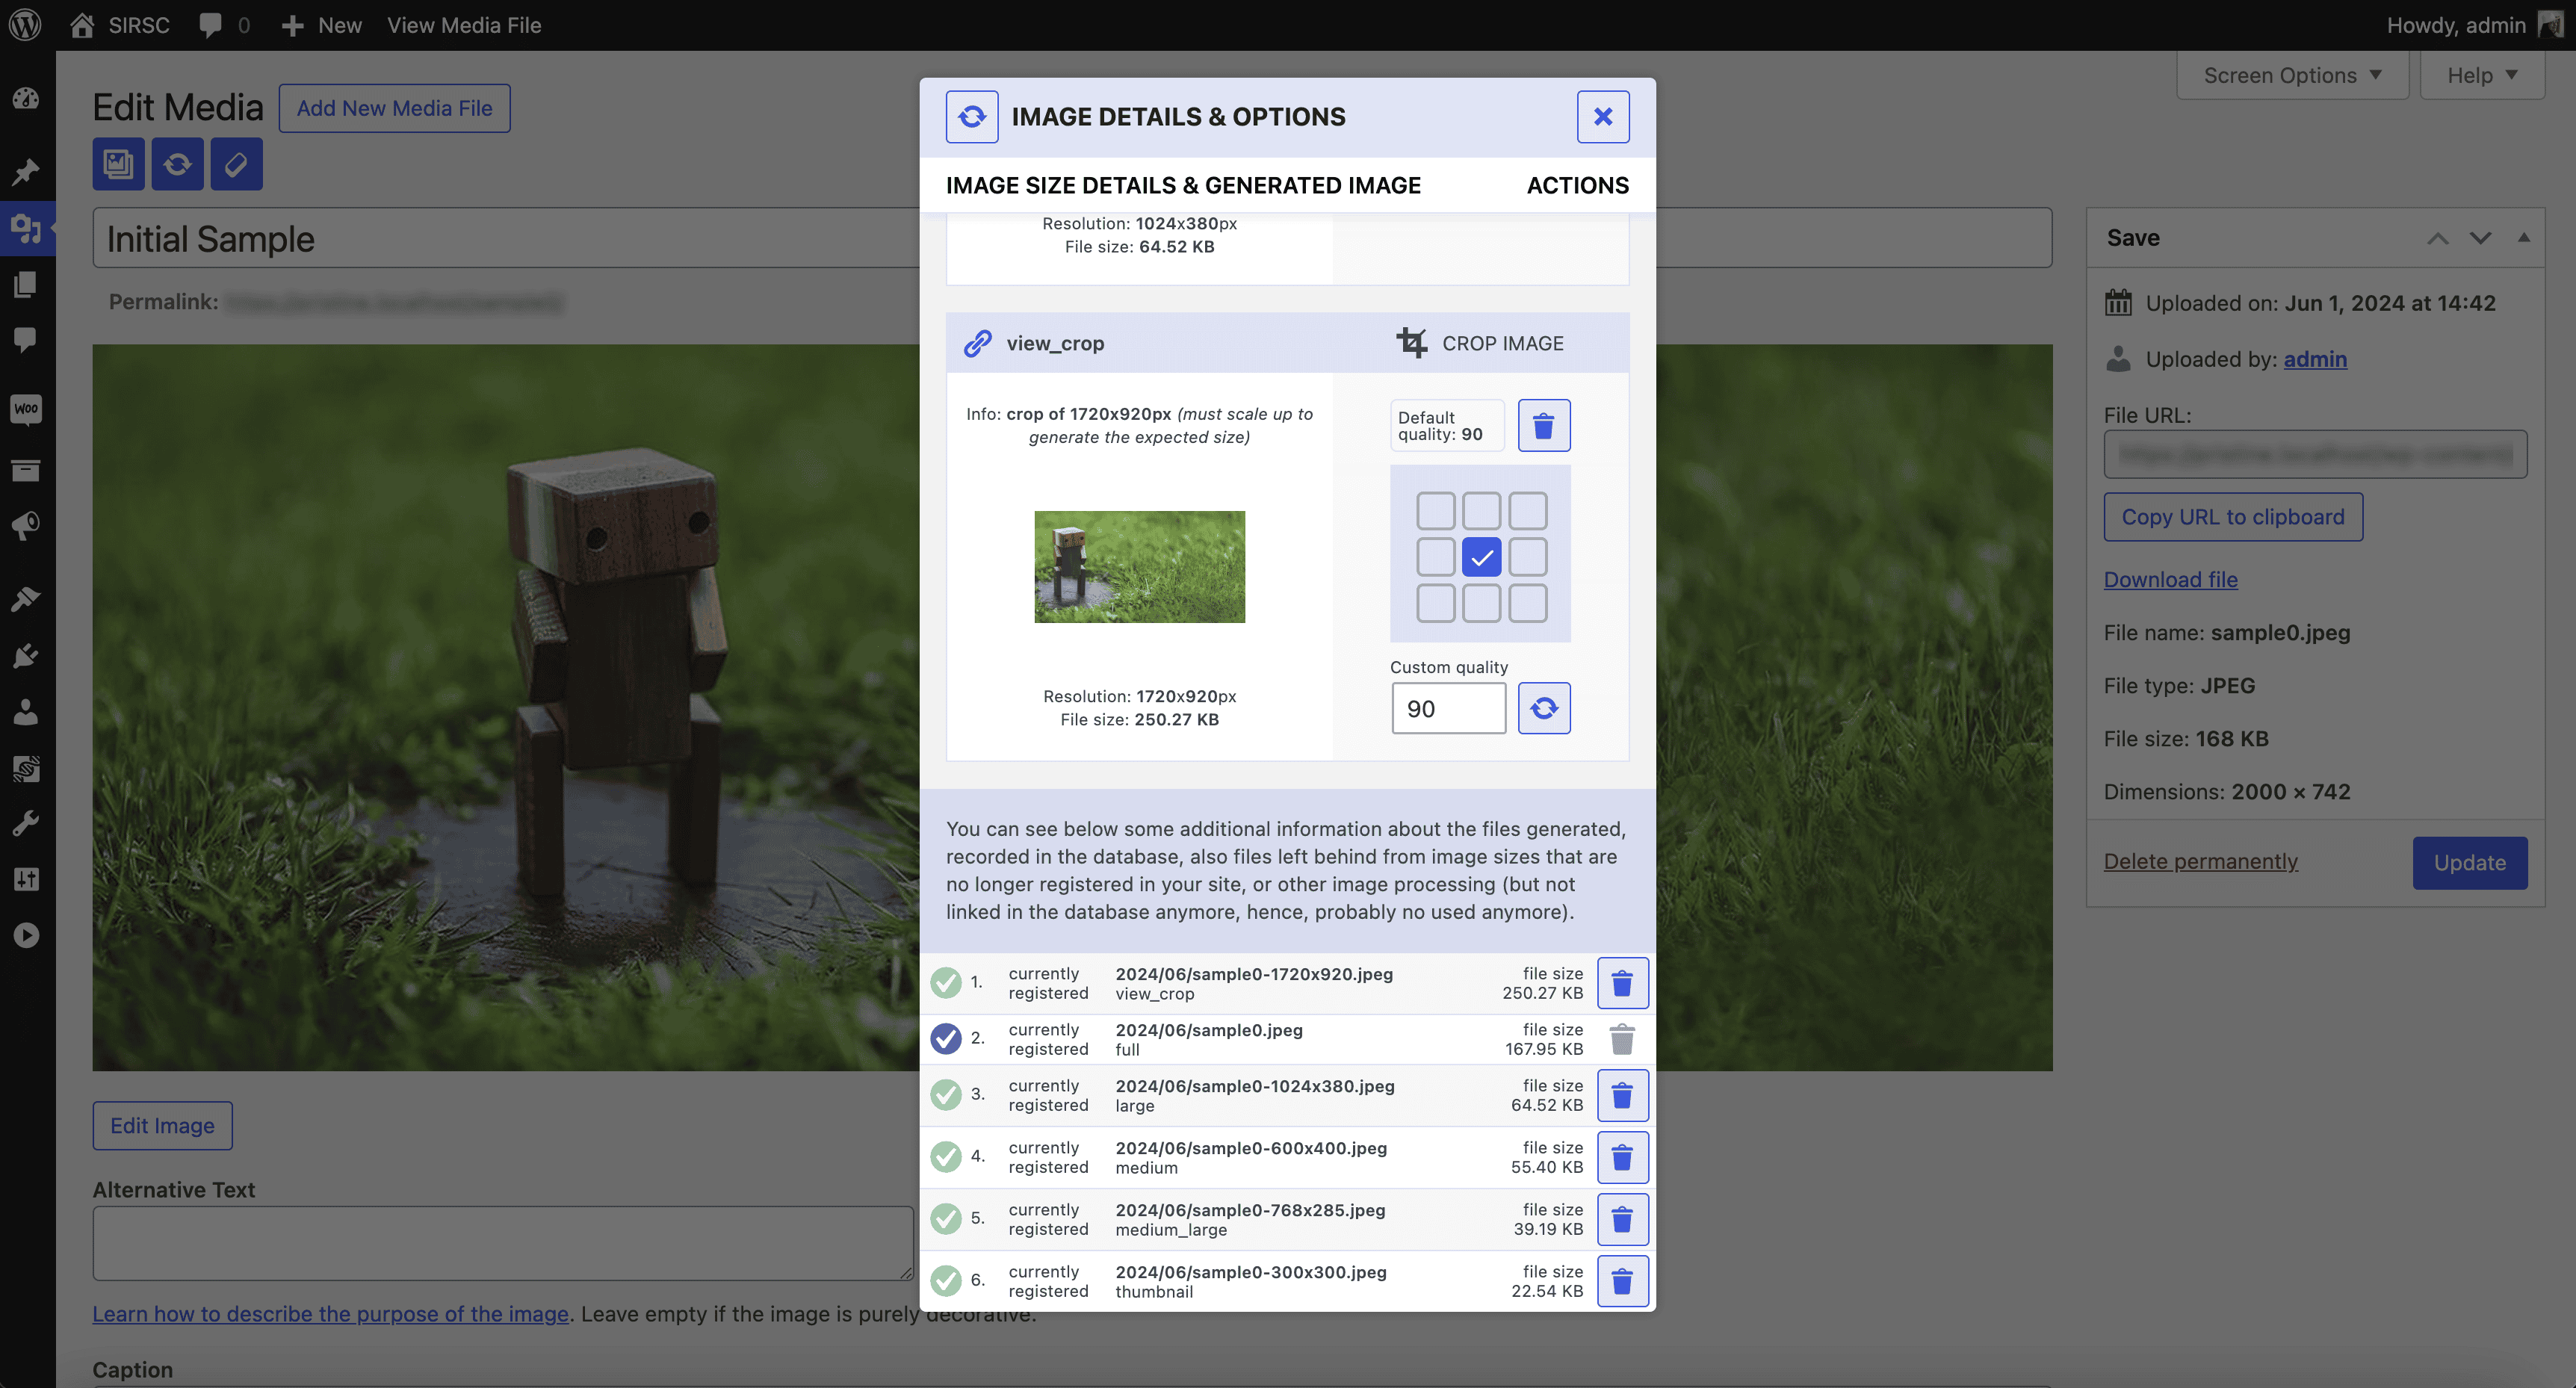 SIRSC
0
New
View Media File
Howdy, admin
Screen Options
Help
Edit Media
Add New Media File
Initial Sample
Permalink:
Woo
IMAGE DETAILS & OPTIONS
IMAGE SIZE DETAILS & GENERATED IMAGE
ACTIONS
Resolution: 1024x380px
File size: 64.52 KB
view_crop
CROP IMAGE
Info: crop of 1720x920px (must scale up to
generate the expected size)
Default
quality: 90
Resolution: 1720x920px
File size: 250.27 KB
Custom quality
90
You can see below some additional information about the files generated,
recorded in the database, also files left behind from image sizes that are
no longer registered in your site, or other image processing (but not
linked in the database anymore, hence, probably no used anymore).
1. currently registered 2024/06/sample0-1720x920.jpeg view_crop file size 250.27 KB
2. currently registered 2024/06/sample0.jpeg full file size 167.95 KB
3. currently registered 2024/06/sample0-1024x380.jpeg large file size 64.52 KB
4. currently registered 2024/06/sample0-600x400.jpeg medium file size 55.40 KB
5. currently registered 2024/06/sample0-768x285.jpeg medium_large file size 39.19 KB
6. currently registered 2024/06/sample0-300x300.jpeg thumbnail file size 22.54 KB
Save
Uploaded on: Jun 1, 2024 at 14:42
Uploaded by: admin
File URL:
Copy URL to clipboard
Download file
File name: sample0.jpeg
File type: JPEG
File size: 168 KB
Dimensions: 2000 × 742
Delete permanently
Update
Edit Image
Alternative Text
Learn how to describe the purpose of the image. Leave empty if the image is purely decorative.
Caption